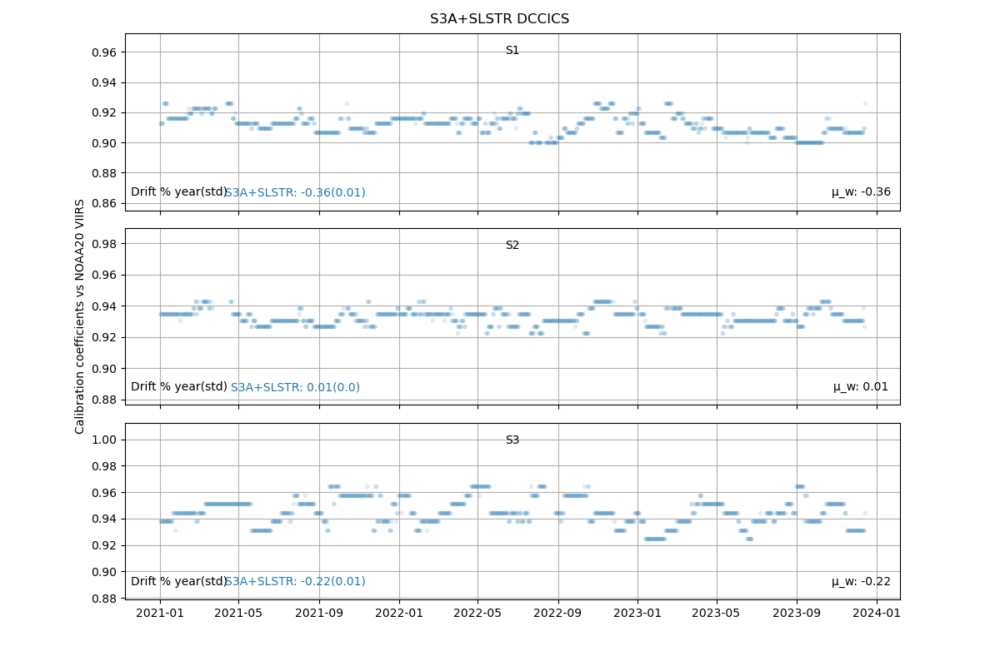 S3A+SLSTR DCCICS
S1
0.96
0.94
0.92
0.90
0.88
0.86
Drift % year(std) S3A+SLSTR: -0.36(0.01) µ_w: -0.36
Calibration coefficients vs NOAA20 VIIRS
S2
0.98
0.96
0.94
0.92
0.90
0.88
Drift % year(std) S3A+SLSTR: 0.01(0.0) µ_w: 0.01
S3
1.00
0.98
0.96
0.94
0.92
0.90
0.88
Drift % year(std) S3A+SLSTR: -0.22(0.01) µ_w: -0.22
2021-01 2021-05 2021-09 2022-01 2022-05 2022-09 2023-01 2023-05 2023-09 2024-01